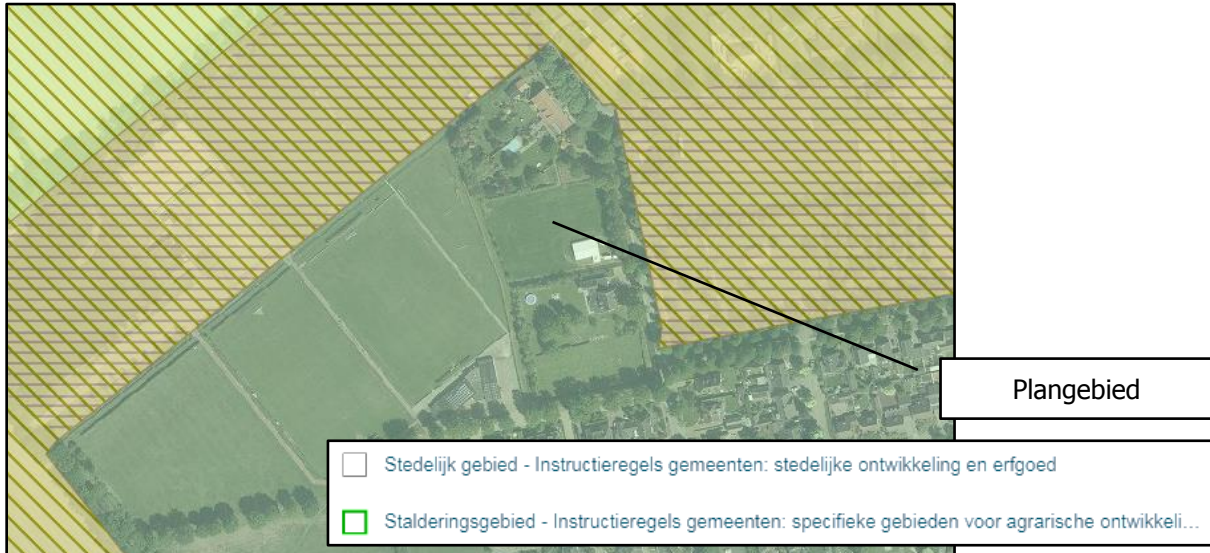 Plangebied
Stedelijk gebied - Instructieregels gemeenten: stedelijke ontwikkeling en erfgoed
Stalderingsgebied - Instructieregels gemeenten: specifieke gebieden voor agrarische ontwikkeli...